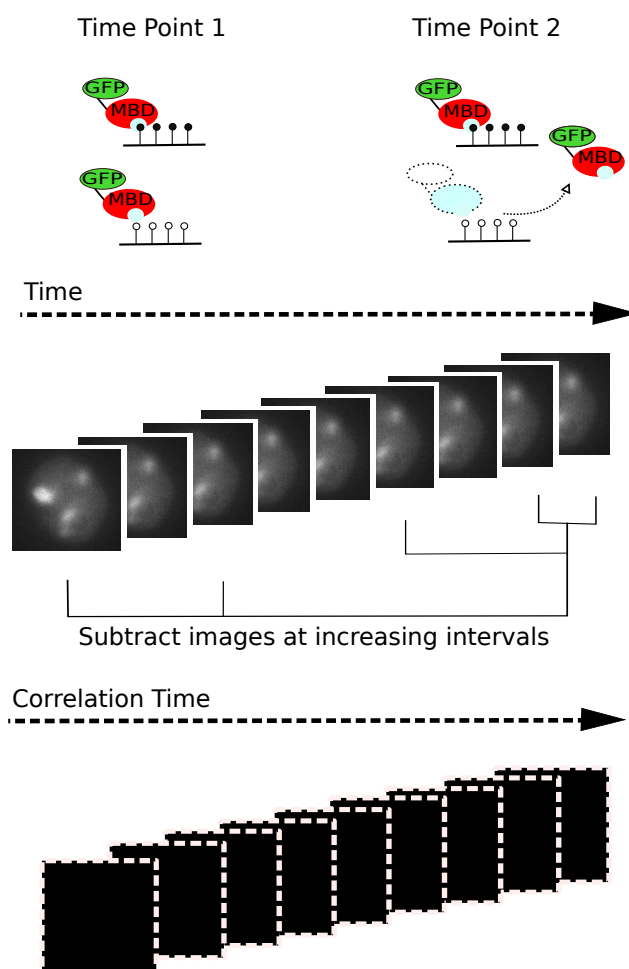 Time Point 1
Time Point 2
GFP
MBD
GFP
MBD
GFP
MBD
GFP
MBD
Time
Subtract images at increasing intervals
Correlation Time